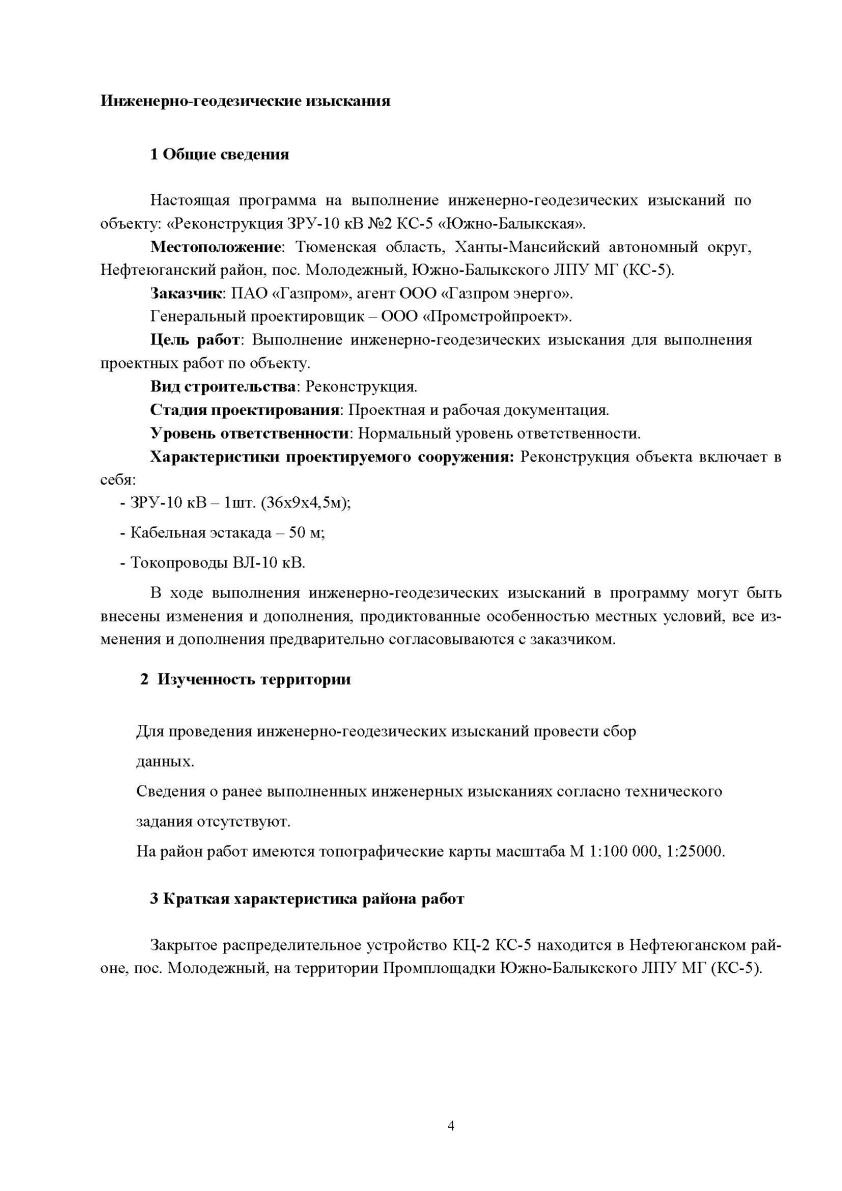 Инженерно-геодезические изыскания
1 Общие сведения
Настоящая программа на выполнение инженерно-геодезических изысканий по
объекту: «Реконструкция ЗРУ-10 кВ №2 КС-5 «Южно-Балыкская».
Местоположение: Тюменская область, Ханты-Мансийский автономный округ,
Нефтеюганский район, пос. Молодежный, Южно-Балыкского ЛПУ МГ (КС-5).
Заказчик: ПАО «Газпром», агент ООО «Газпром энерго».
Генеральный проектировщик – ООО «Промстройпроект».
Цель работ: Выполнение инженерно-геодезических изыскания для выполнения
проектных работ по объекту.
Вид строительства: Реконструкция.
Стадия проектирования: Проектная и рабочая документация.
Уровень ответственности: Нормальный уровень ответственности.
Характеристики проектируемого сооружения: Реконструкция объекта включает в
себя:
- ЗРУ-10 кВ – 1шт. (36х9х4,5м);
- Кабельная эстакада – 50 м;
- Токопроводы ВЛ-10 кВ.
В ходе выполнения инженерно-геодезических изысканий в программу могут быть
внесены изменения и дополнения, продиктованные особенностью местных условий, все из-
менения и дополнения предварительно согласовываются с заказчиком.
2 Изученность территории
Для проведения инженерно-геодезических изысканий провести сбор
данных.
Сведения о ранее выполненных инженерных изысканиях согласно технического
задания отсутствуют.
На район работ имеются топографические карты масштаба М 1:100 000, 1:25000.
3 Краткая характеристика района работ
Закрытое распределительное устройство КЦ-2 КС-5 находится в Нефтеюганском рай-
оне, пос. Молодежный, на территории Промплощадки Южно-Балыкского ЛПУ МГ (КС-5).
4